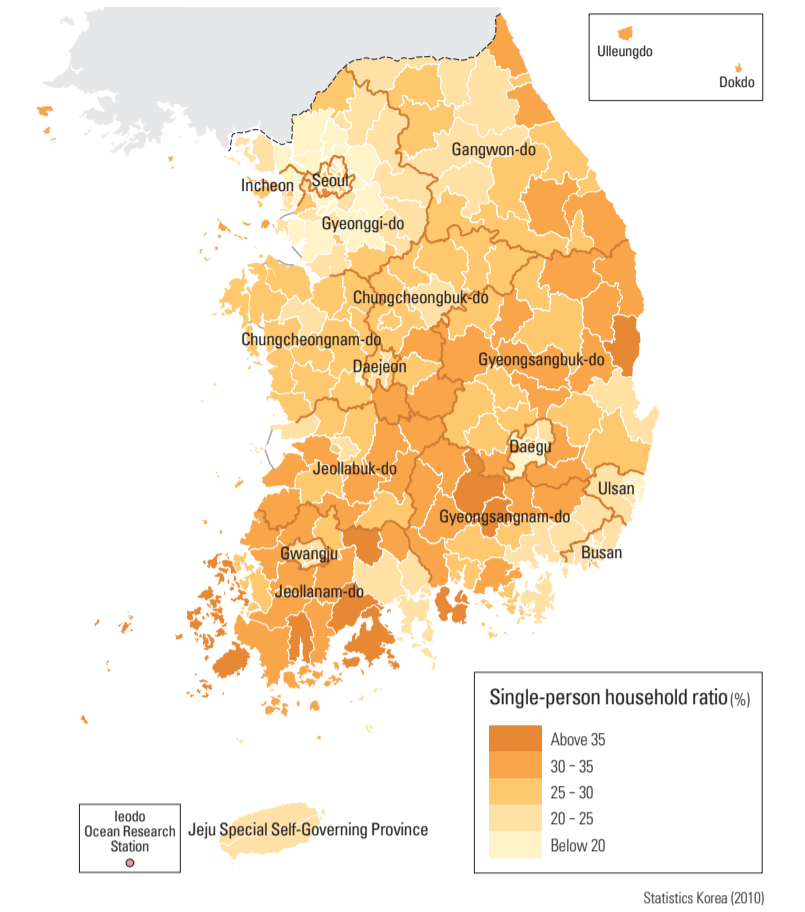 Ulleungdo
Dokdo
Gangwon-do
Incheon
Seoul
Gyeonggi-do
Chungcheongbuk-do
Chungcheongnam-do
Daejeon
Gyeongsangbuk-do
Daegu
Jeollabuk-do
Ulsan
Gyeongsangnam-do
Gwangju
Busan
Jeollanam-do
Single-person household ratio (%)
Above 35
30 - 35
25 - 30
20 - 25
Below 20
Ieodo
Ocean Research
Station
Jeju Special Self-Governing Province
Statistics Korea (2010)